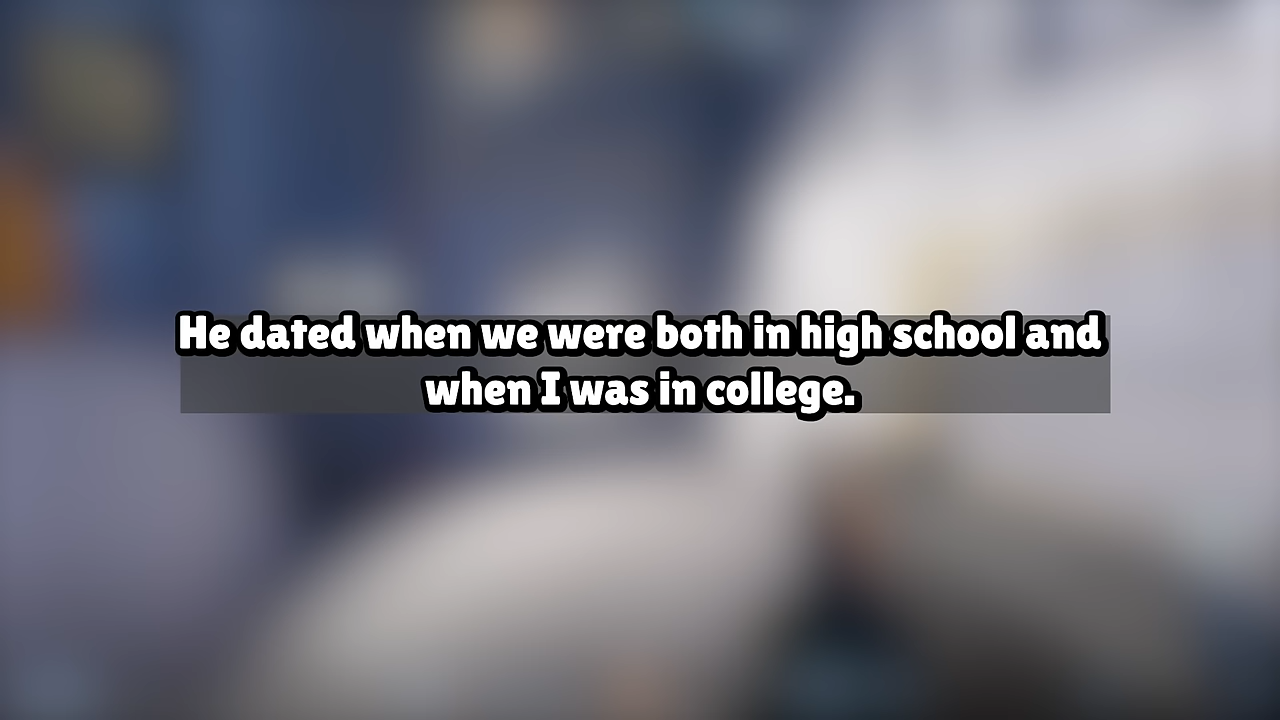 He dated when we were both in high school and
when I was in college.